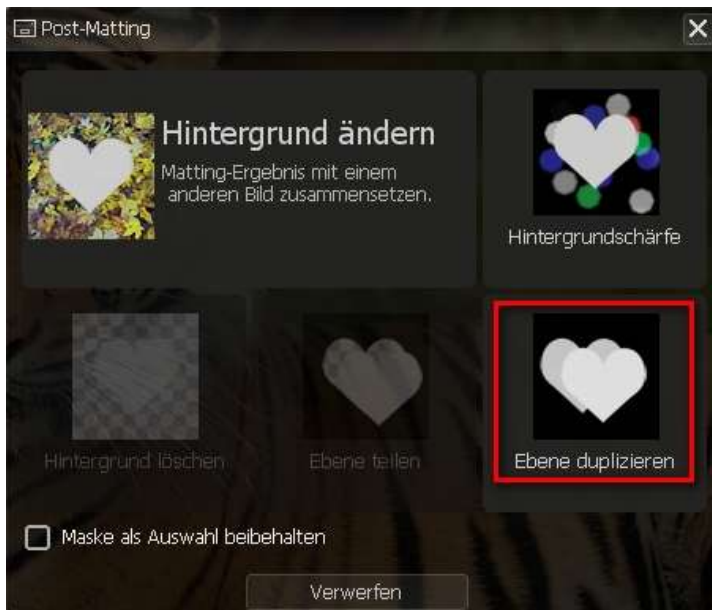 Post-Matting
Hintergrund ändern
Matting-Ergebnis mit einem
anderen Bild zusammensetzen.
Hintergrundschärfe
Hintergrund löschen
Ebene teilen
Ebene duplizieren
Maske als Auswahl beibehalten
Verwerfen